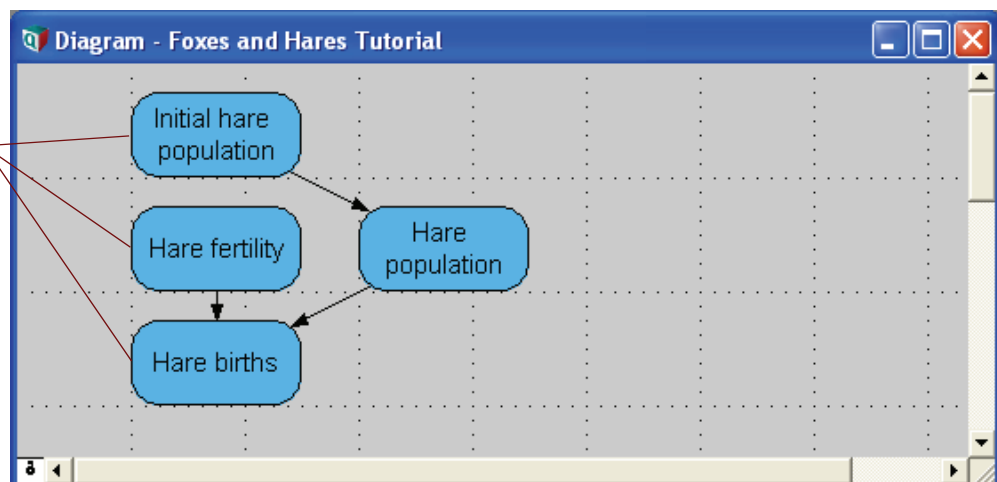 Diagram - Foxes and Hares Tutorial
Initial hare
population
Hare fertility
Hare
population
Hare births